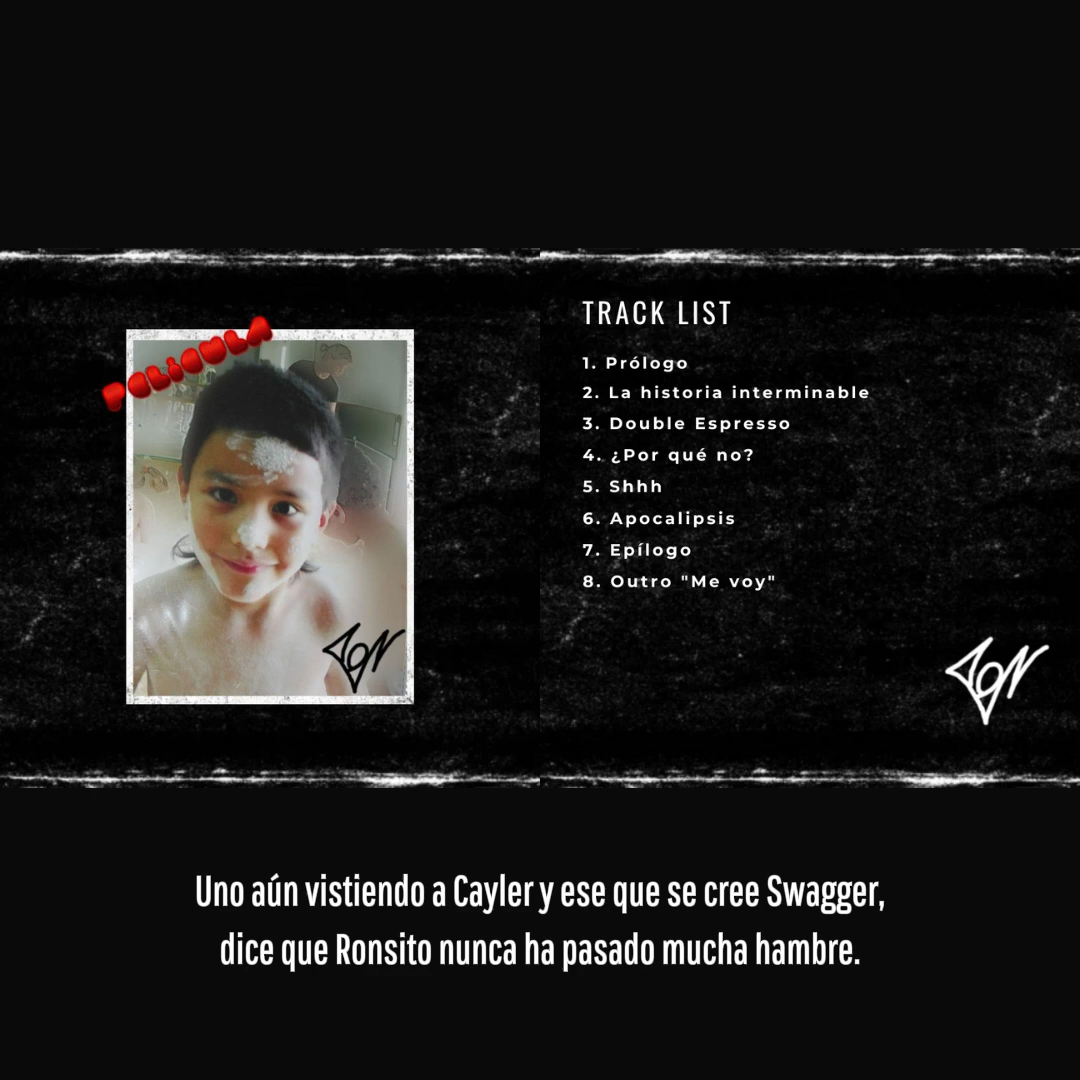 PELICULA
TRACK LIST
1. Prólogo
2. La historia interminable
3. Double Espresso
4. ¿Por qué no?
5. Shhh
6. Apocalipsis
7. Epílogo
8. Outro "Me voy"
Uno aún vistiendo a Cayler y ese que se cree Swagger,
dice que Ronsito nunca ha pasado mucha hambre.